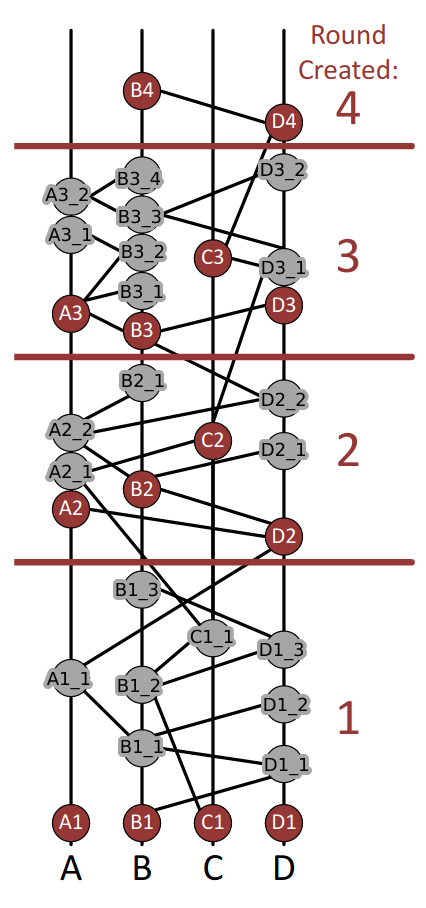 Round
Created:
B4
D4
4
B3_4
D3_2
A3_2
B3_3
A3_1
B3_2
C3
D3_1
3
B3_1
A3
D3
B3
B2_1
D2_2
A2_2
C2
D2_1
2
A2_1
B2
A2
D2
B1_3
C1_1
D1_3
A1_1
B1_2
D1_2
1
B1_1
D1_1
A1 B1 C1 D1
A B C D